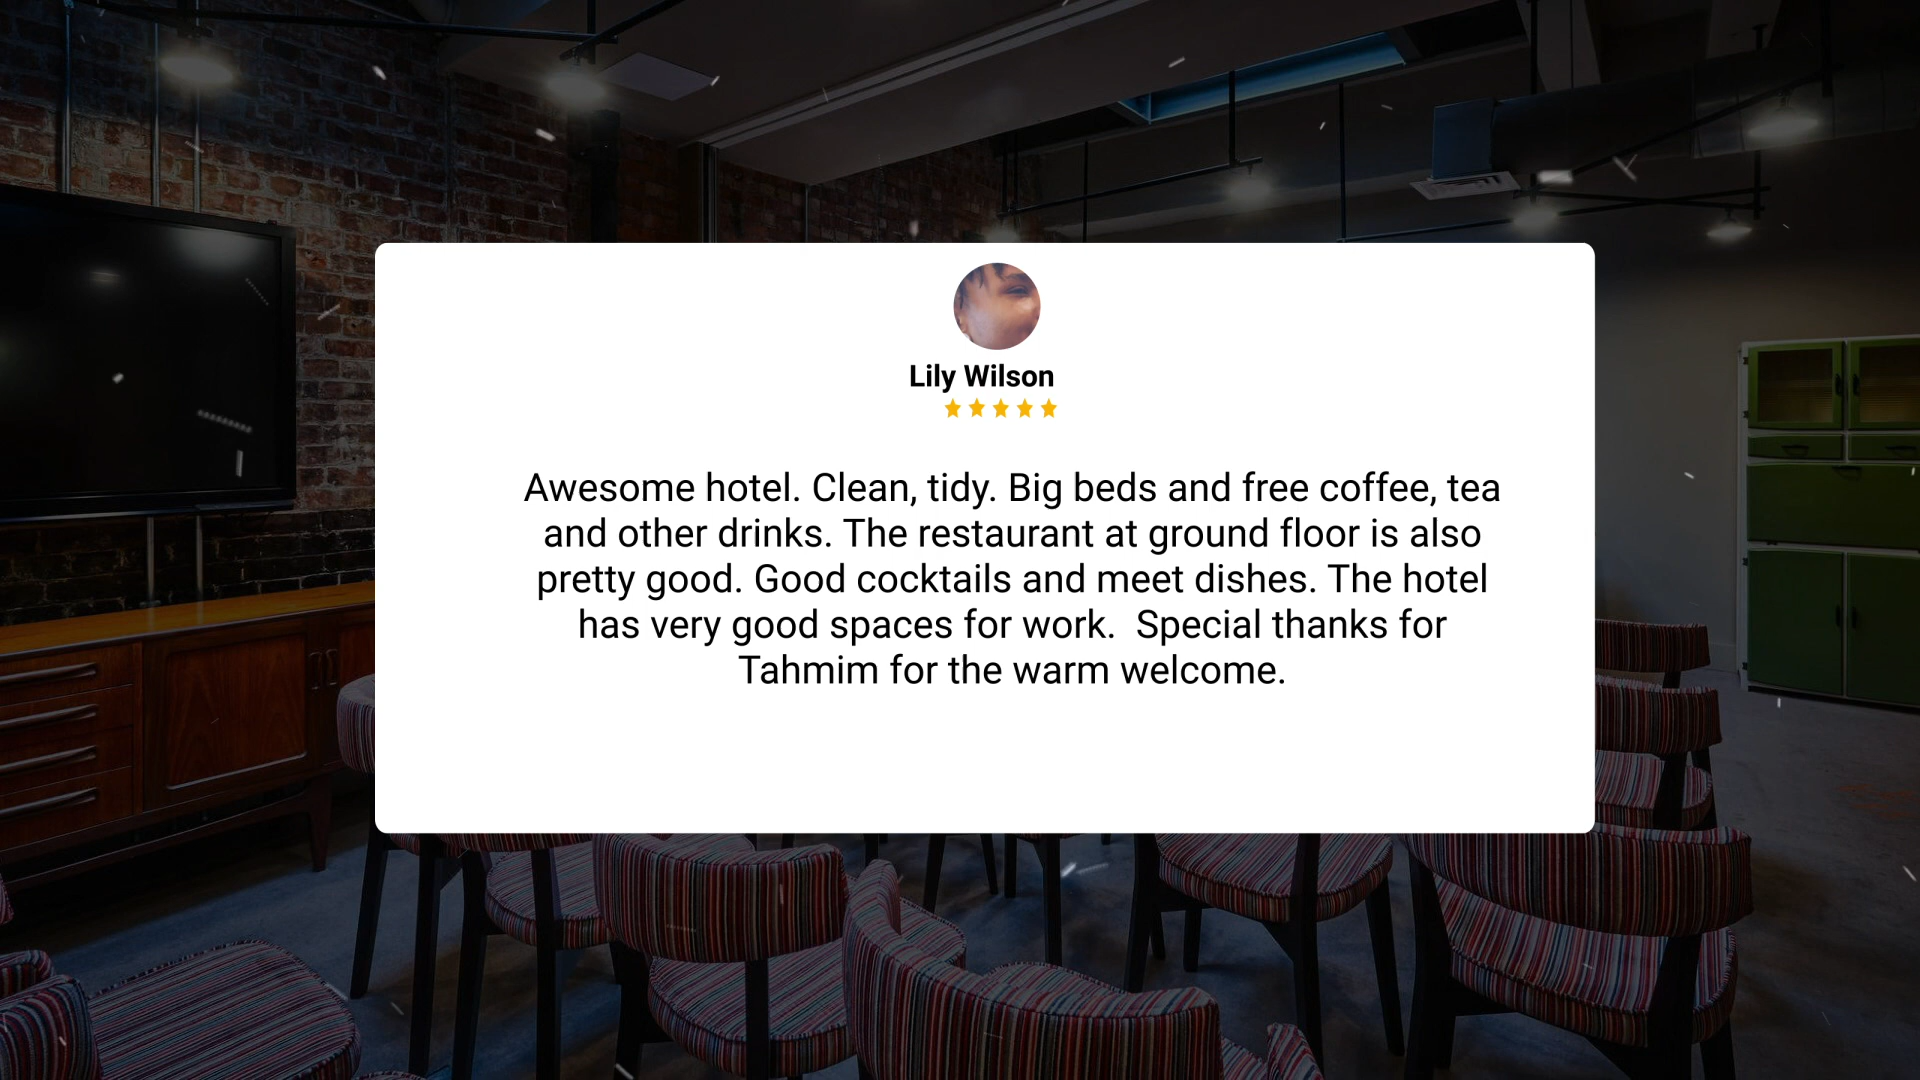 Lily Wilson
Awesome hotel. Clean, tidy. Big beds and free coffee, tea
and other drinks. The restaurant at ground floor is also
pretty good. Good cocktails and meet dishes. The hotel
has very good spaces for work.  Special thanks for
Tahmim for the warm welcome.